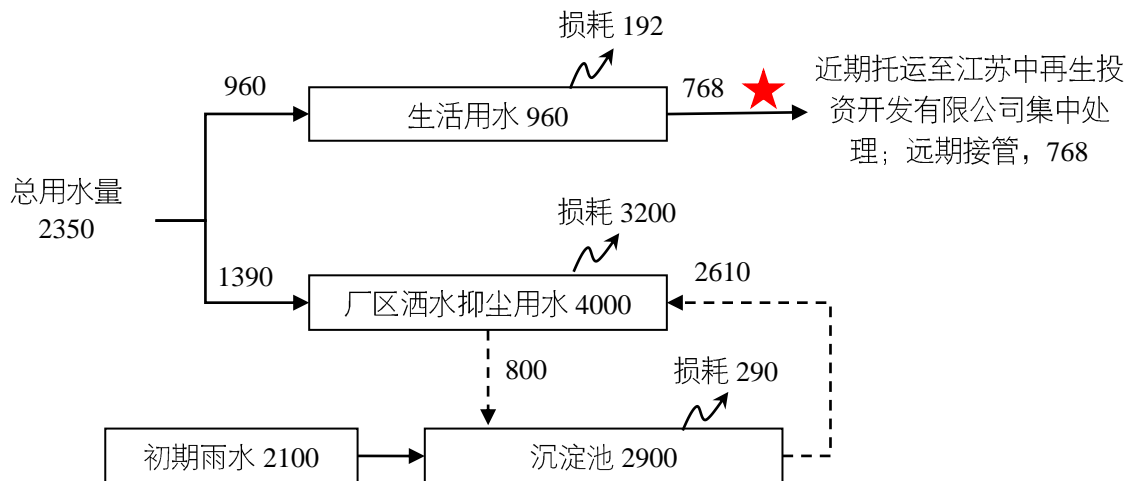 损耗 192
960
768
生活用水 960
近期托运至江苏中再生投
资开发有限公司集中处
理；远期接管，768
总用水量
2350
损耗 3200
1390
2610
厂区洒水抑尘用水 4000
800
损耗 290
初期雨水 2100
沉淀池 2900